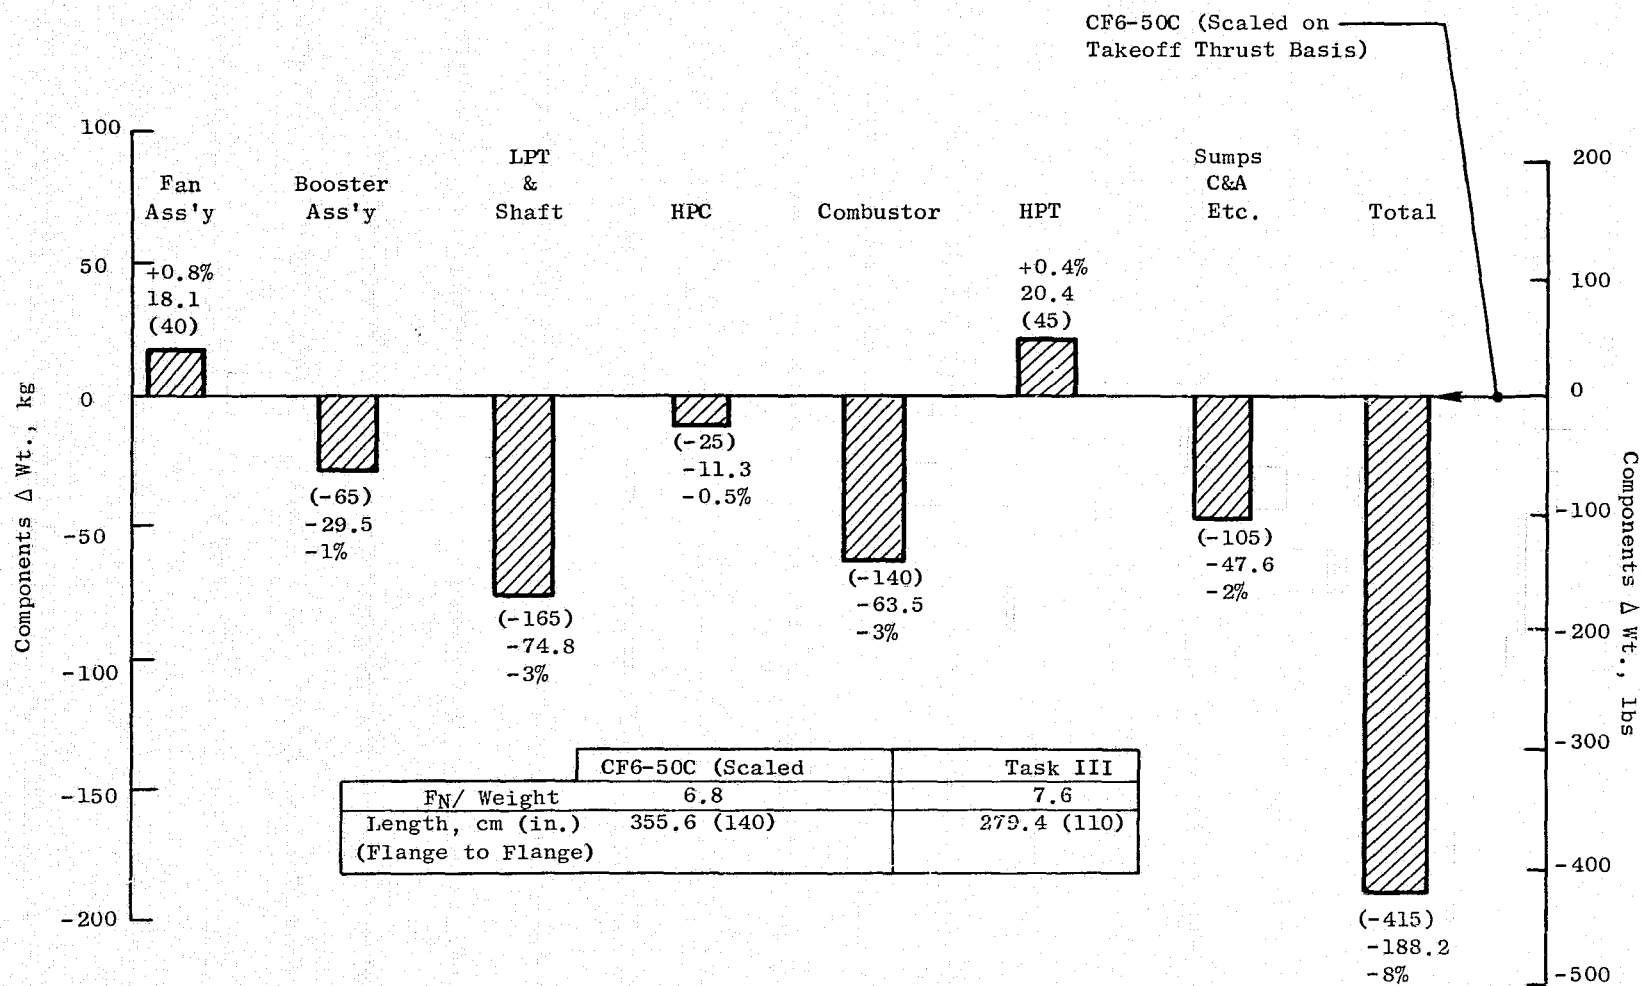 CF6-50C (Scaled on
Takeoff Thrust Basis)
Components Δ Wt., kg
100
50
0
-50
-100
-150
-200
Fan
Ass'y
+0.8%
18.1
(40)
Booster
Ass'y
(-65)
-29.5
-1%
LPT
&
Shaft
(-165)
-74.8
-3%
HPC
(-25)
-11.3
-0.5%
Combustor
(-140)
-63.5
-3%
HPT
+0.4%
20.4
(45)
Sumps
C&A
Etc.
(-105)
-47.6
-2%
Total
(-415)
-188.2
-8%
200
100
0
-100
-200
-300
-400
-500
Components Δ Wt., lbs
CF6-50C (Scaled Task III
FN/ Weight 6.8 7.6
Length, cm (in.) 355.6 (140) 279.4 (110)
(Flange to Flange)